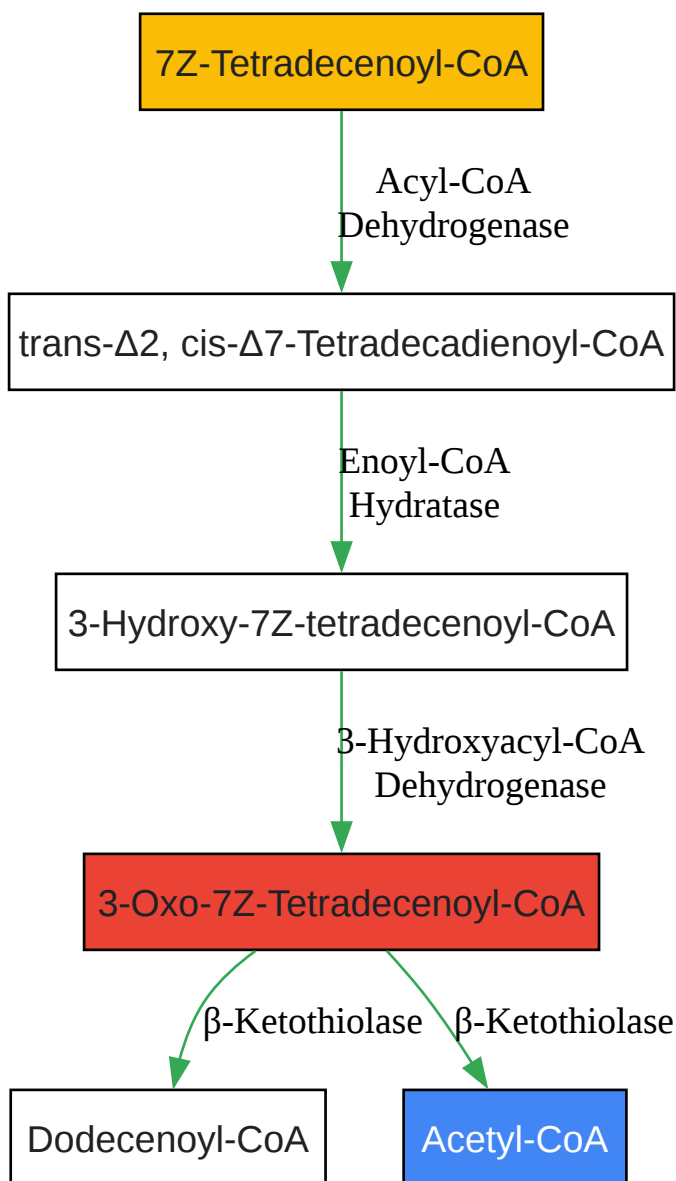 7Z-Tetradecenoyl-CoA
Acyl-CoA
Dehydrogenase
trans-Δ2, cis-Δ7-Tetradecadienoyl-CoA
Enoyl-CoA
Hydratase
3-Hydroxy-7Z-tetradecenoyl-CoA
3-Hydroxyacyl-CoA
Dehydrogenase
3-Oxo-7Z-Tetradecenoyl-CoA
β-Ketothiolase
β-Ketothiolase
Dodecenoyl-CoA
Acetyl-CoA